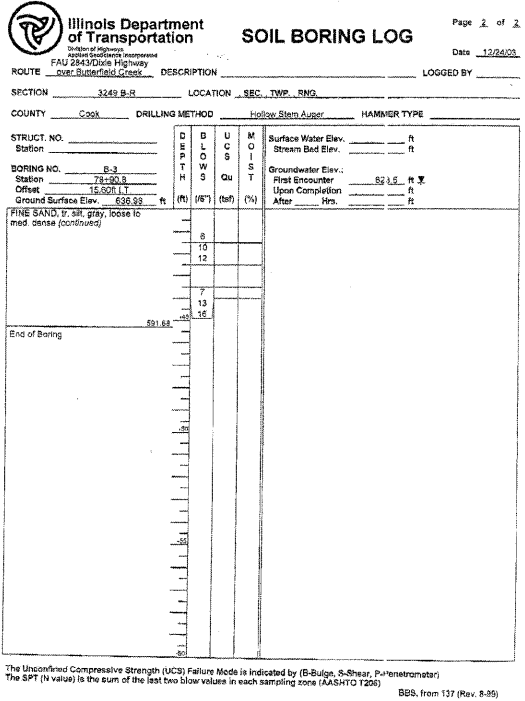 Illinois Department
of Transportation
Division of Highways
Applied GeoScience Incorporated
SOIL BORING LOG
Page 2 of 2
Date 12/24/03
FAU 2843/Dixie Highway
ROUTE over Butterfield Creek DESCRIPTION LOGGED BY
SECTION 3249 B-R LOCATION , SEC. , TWP. , RNG.
COUNTY Cook DRILLING METHOD Hollow Stem Auger HAMMER TYPE
STRUCT. NO.
Station
BORING NO. B-3
Station 78+90.8
Offset 15.60ft LT.
Ground Surface Elev. 636.93 ft
DEPTH (ft)
BLOWS (/6")
UCS Qu (tsf)
MOIST (%)
Surface Water Elev. ft
Stream Bed Elev. ft
Groundwater Elev.:
First Encounter ft ▼
Upon Completion ft
After Hrs. ft
FINE SAND, tr. silt, gray, loose to
med. dense (continued)
6
10
12
7
13
16
591.68
End of Boring
-50
-55
-60
The Unconfined Compressive Strength (UCS) Failure Mode is indicated by (B-Bulge, S-Shear, P-Penetrometer)
The SPT (N value) is the sum of the last two blow values in each sampling zone (AASHTO T206)
BBS, from 137 (Rev. 8-99)